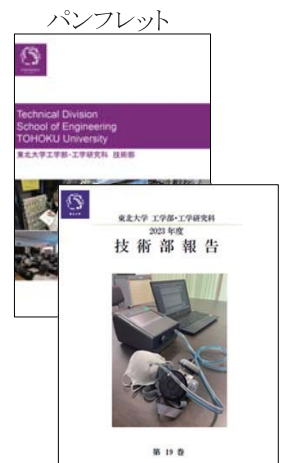 パンフレット
Technical Division
School of Engineering
TOHOKU University
東北大学工学部・工学研究科 技術部
東北大学 工学部・工学研究科
2023 年度
技術部報告
第 19 巻